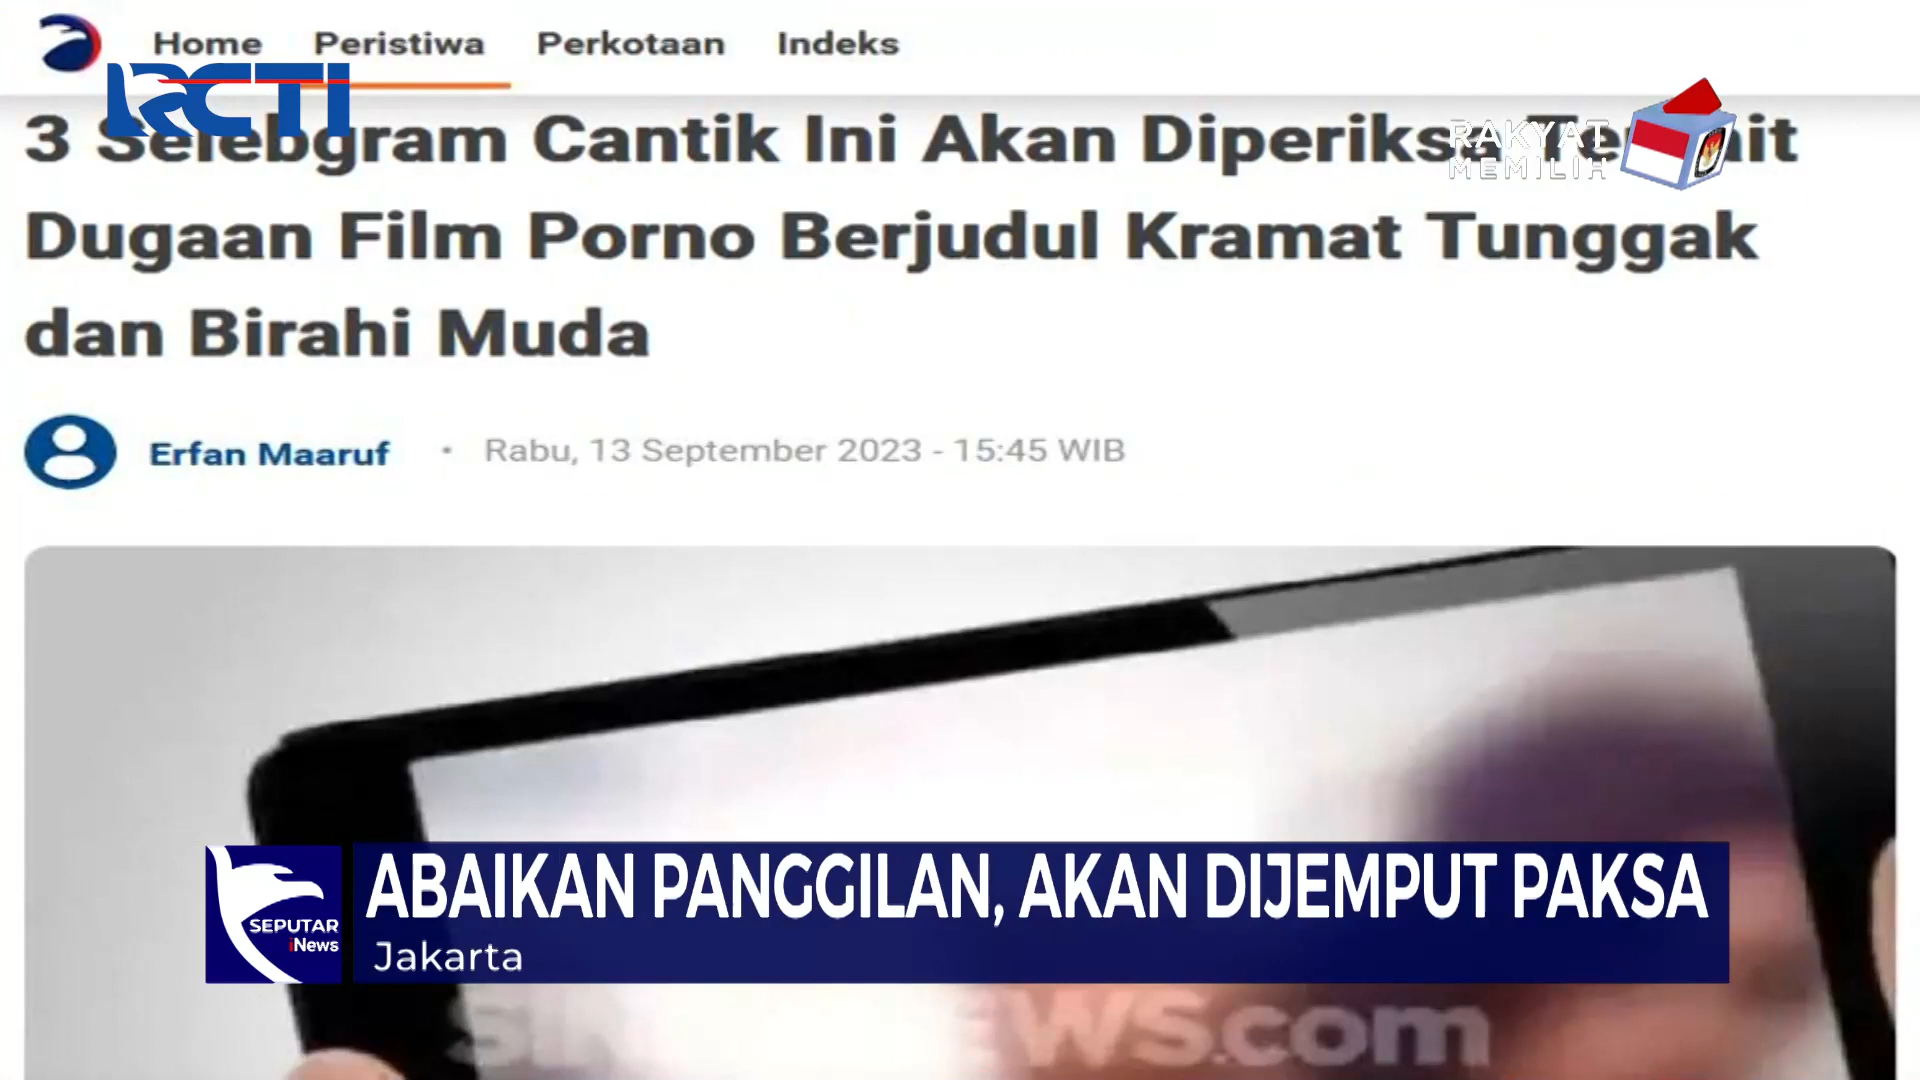 Home Peristiwa Perkotaan Indeks
RCTI
3 Selebgram Cantik Ini Akan Diperiksa Terkait
RAKYAT
MEMILIH
Dugaan Film Porno Berjudul Kramat Tunggak
dan Birahi Muda
Erfan Maaruf • Rabu, 13 September 2023 - 15:45 WIB
ABAIKAN PANGGILAN, AKAN DIJEMPUT PAKSA
SEPUTAR
iNews
Jakarta
SINDONEWS.com